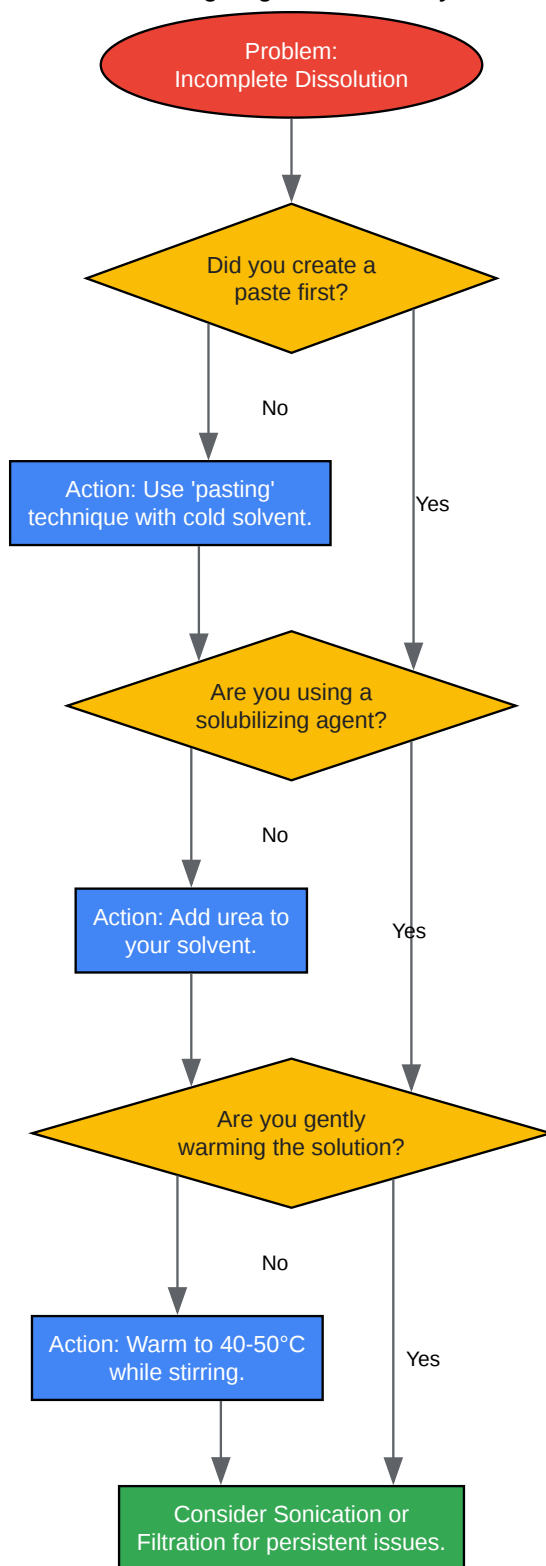 Problem:
Incomplete Dissolution
Did you create a
paste first?
No
Action: Use 'pasting'
technique with cold solvent.
Yes
Are you using a
solubilizing agent?
No
Action: Add urea to
your solvent.
Yes
Are you gently
warming the solution?
No
Action: Warm to 40-50°C
while stirring.
Yes
Consider Sonication or
Filtration for persistent issues.